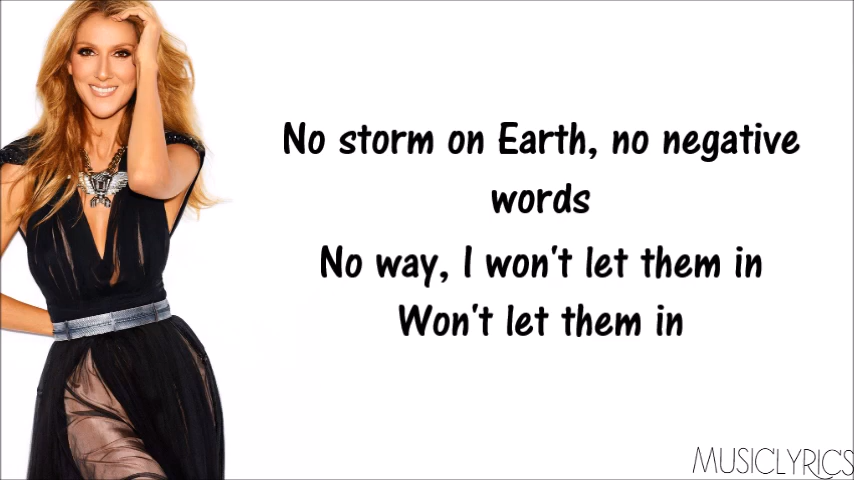 No storm on Earth, no negative
words
No way, I won't let them in
Won't let them in
MUSICLYRICS